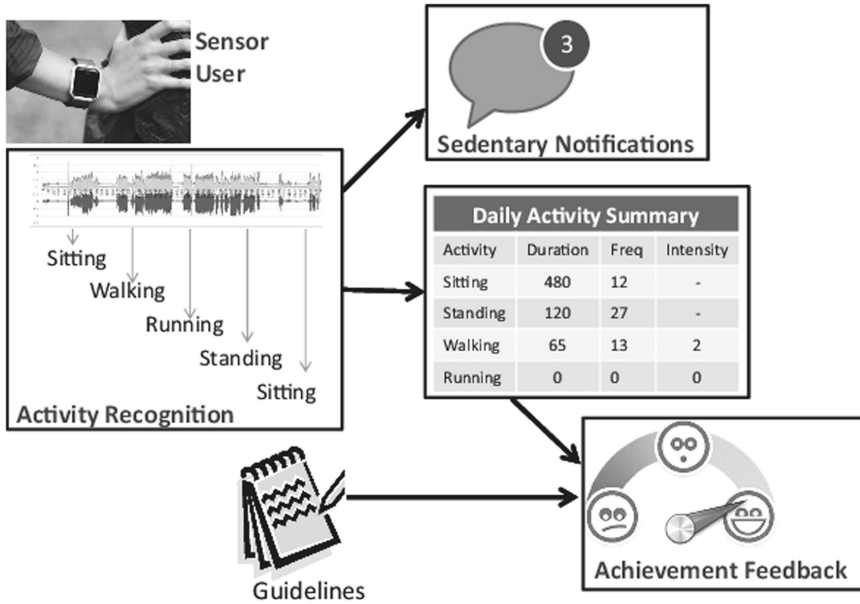 Sensor
User
3
Sedentary Notifications
Sitting
Walking
Running
Standing
Sitting
Activity Recognition
Daily Activity Summary
Activity Duration Freq Intensity
Sitting 480 12 -
Standing 120 27 -
Walking 65 13 2
Running 0 0 0
Guidelines
Achievement Feedback